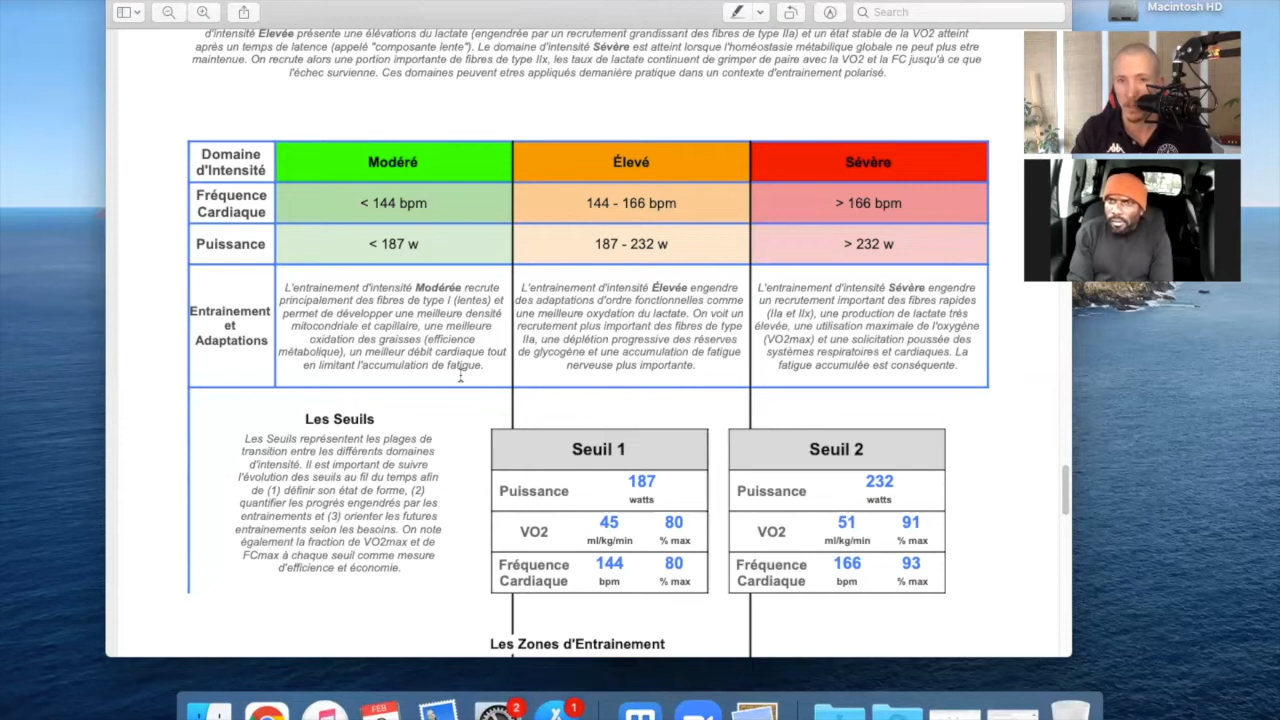 Macintosh HD
Search
d'intensité Elevée présente une élévations du lactate (engendrée par un recrutement grandissant des fibres de type IIa) et un état stable de la VO2 atteint
après un temps de latence (appelé "composante lente"). Le domaine d'intensité Sévère est atteint lorsque l'homéostasie métabilique globale ne peut plus etre
maintenue. On recrute alors une portion importante de fibres de type IIx, les taux de lactate continuent de grimper de paire avec la VO2 et la FC jusqu'à ce que
l'échec survienne. Ces domaines peuvent etres appliqués demanière pratique dans un contexte d'entrainement polarisé.
Domaine
d'Intensité
Modéré
Élevé
Sévère
Fréquence
Cardiaque
< 144 bpm
144 - 166 bpm
> 166 bpm
Puissance
< 187 w
187 - 232 w
> 232 w
Entrainement
et
Adaptations
L'entrainement d'intensité Modérée recrute
principalement des fibres de type I (lentes) et
permet de développer une meilleure densité
mitocondriale et capillaire, une meilleure
oxidation des graisses (efficience
métabolique), un meilleur débit cardiaque tout
en limitant l'accumulation de fatigue.
L'entrainement d'intensité Élevée engendre
des adaptations d'ordre fonctionnelles comme
une meilleure oxydation du lactate. On voit un
recrutement plus important des fibres de type
IIa, une déplétion progressive des réserves
de glycogène et une accumulation de fatigue
nerveuse plus importante.
L'entrainement d'intensité Sévère engendre
un recrutement important des fibres rapides
(IIa et IIx), une production de lactate très
élevée, une utilisation maximale de l'oxygène
(VO2max) et une solicitation poussée des
systèmes respiratoires et cardiaques. La
fatigue accumulée est conséquente.
Les Seuils
Les Seuils représentent les plages de
transition entre les différents domaines
d'intensité. Il est important de suivre
l'évolution des seuils au fil du temps afin
de (1) définir son état de forme, (2)
quantifier les progrés engendrés par les
entrainements et (3) orienter les futures
entrainements selon les besoins. On note
également la fraction de VO2max et de
FCmax à chaque seuil comme mesure
d'efficience et économie.
Seuil 1
Puissance
187
watts
VO2
45
80
ml/kg/min
% max
Fréquence
Cardiaque
144
80
bpm
% max
Seuil 2
Puissance
232
watts
VO2
51
91
ml/kg/min
% max
Fréquence
Cardiaque
166
93
bpm
% max
Les Zones d'Entrainement
FEB
2
1